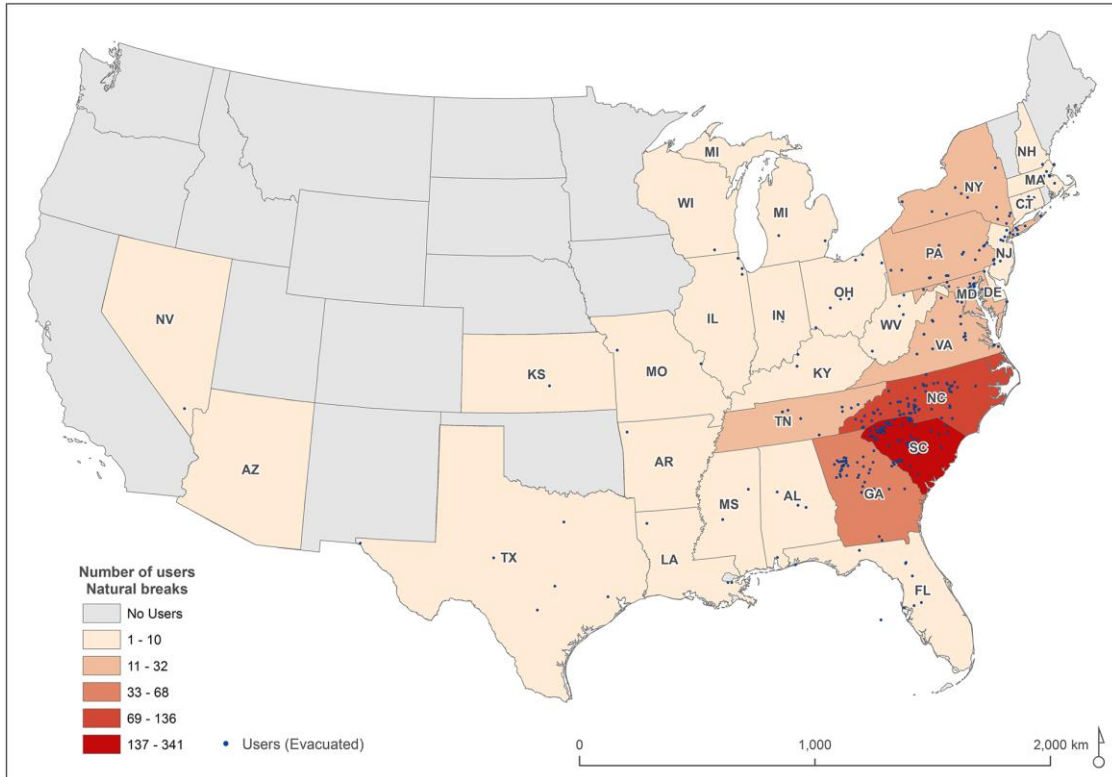 MI
NH
WI
MI
NY
MA
CT
PA
NJ
OH
MD
DE
NV
IL
IN
WV
VA
KS
MO
KY
NC
TN
AZ
AR
SC
MS
AL
GA
TX
LA
FL
Number of users
Natural breaks
No Users
1 - 10
11 - 32
33 - 68
69 - 136
137 - 341
Users (Evacuated)
0
1,000
2,000 km